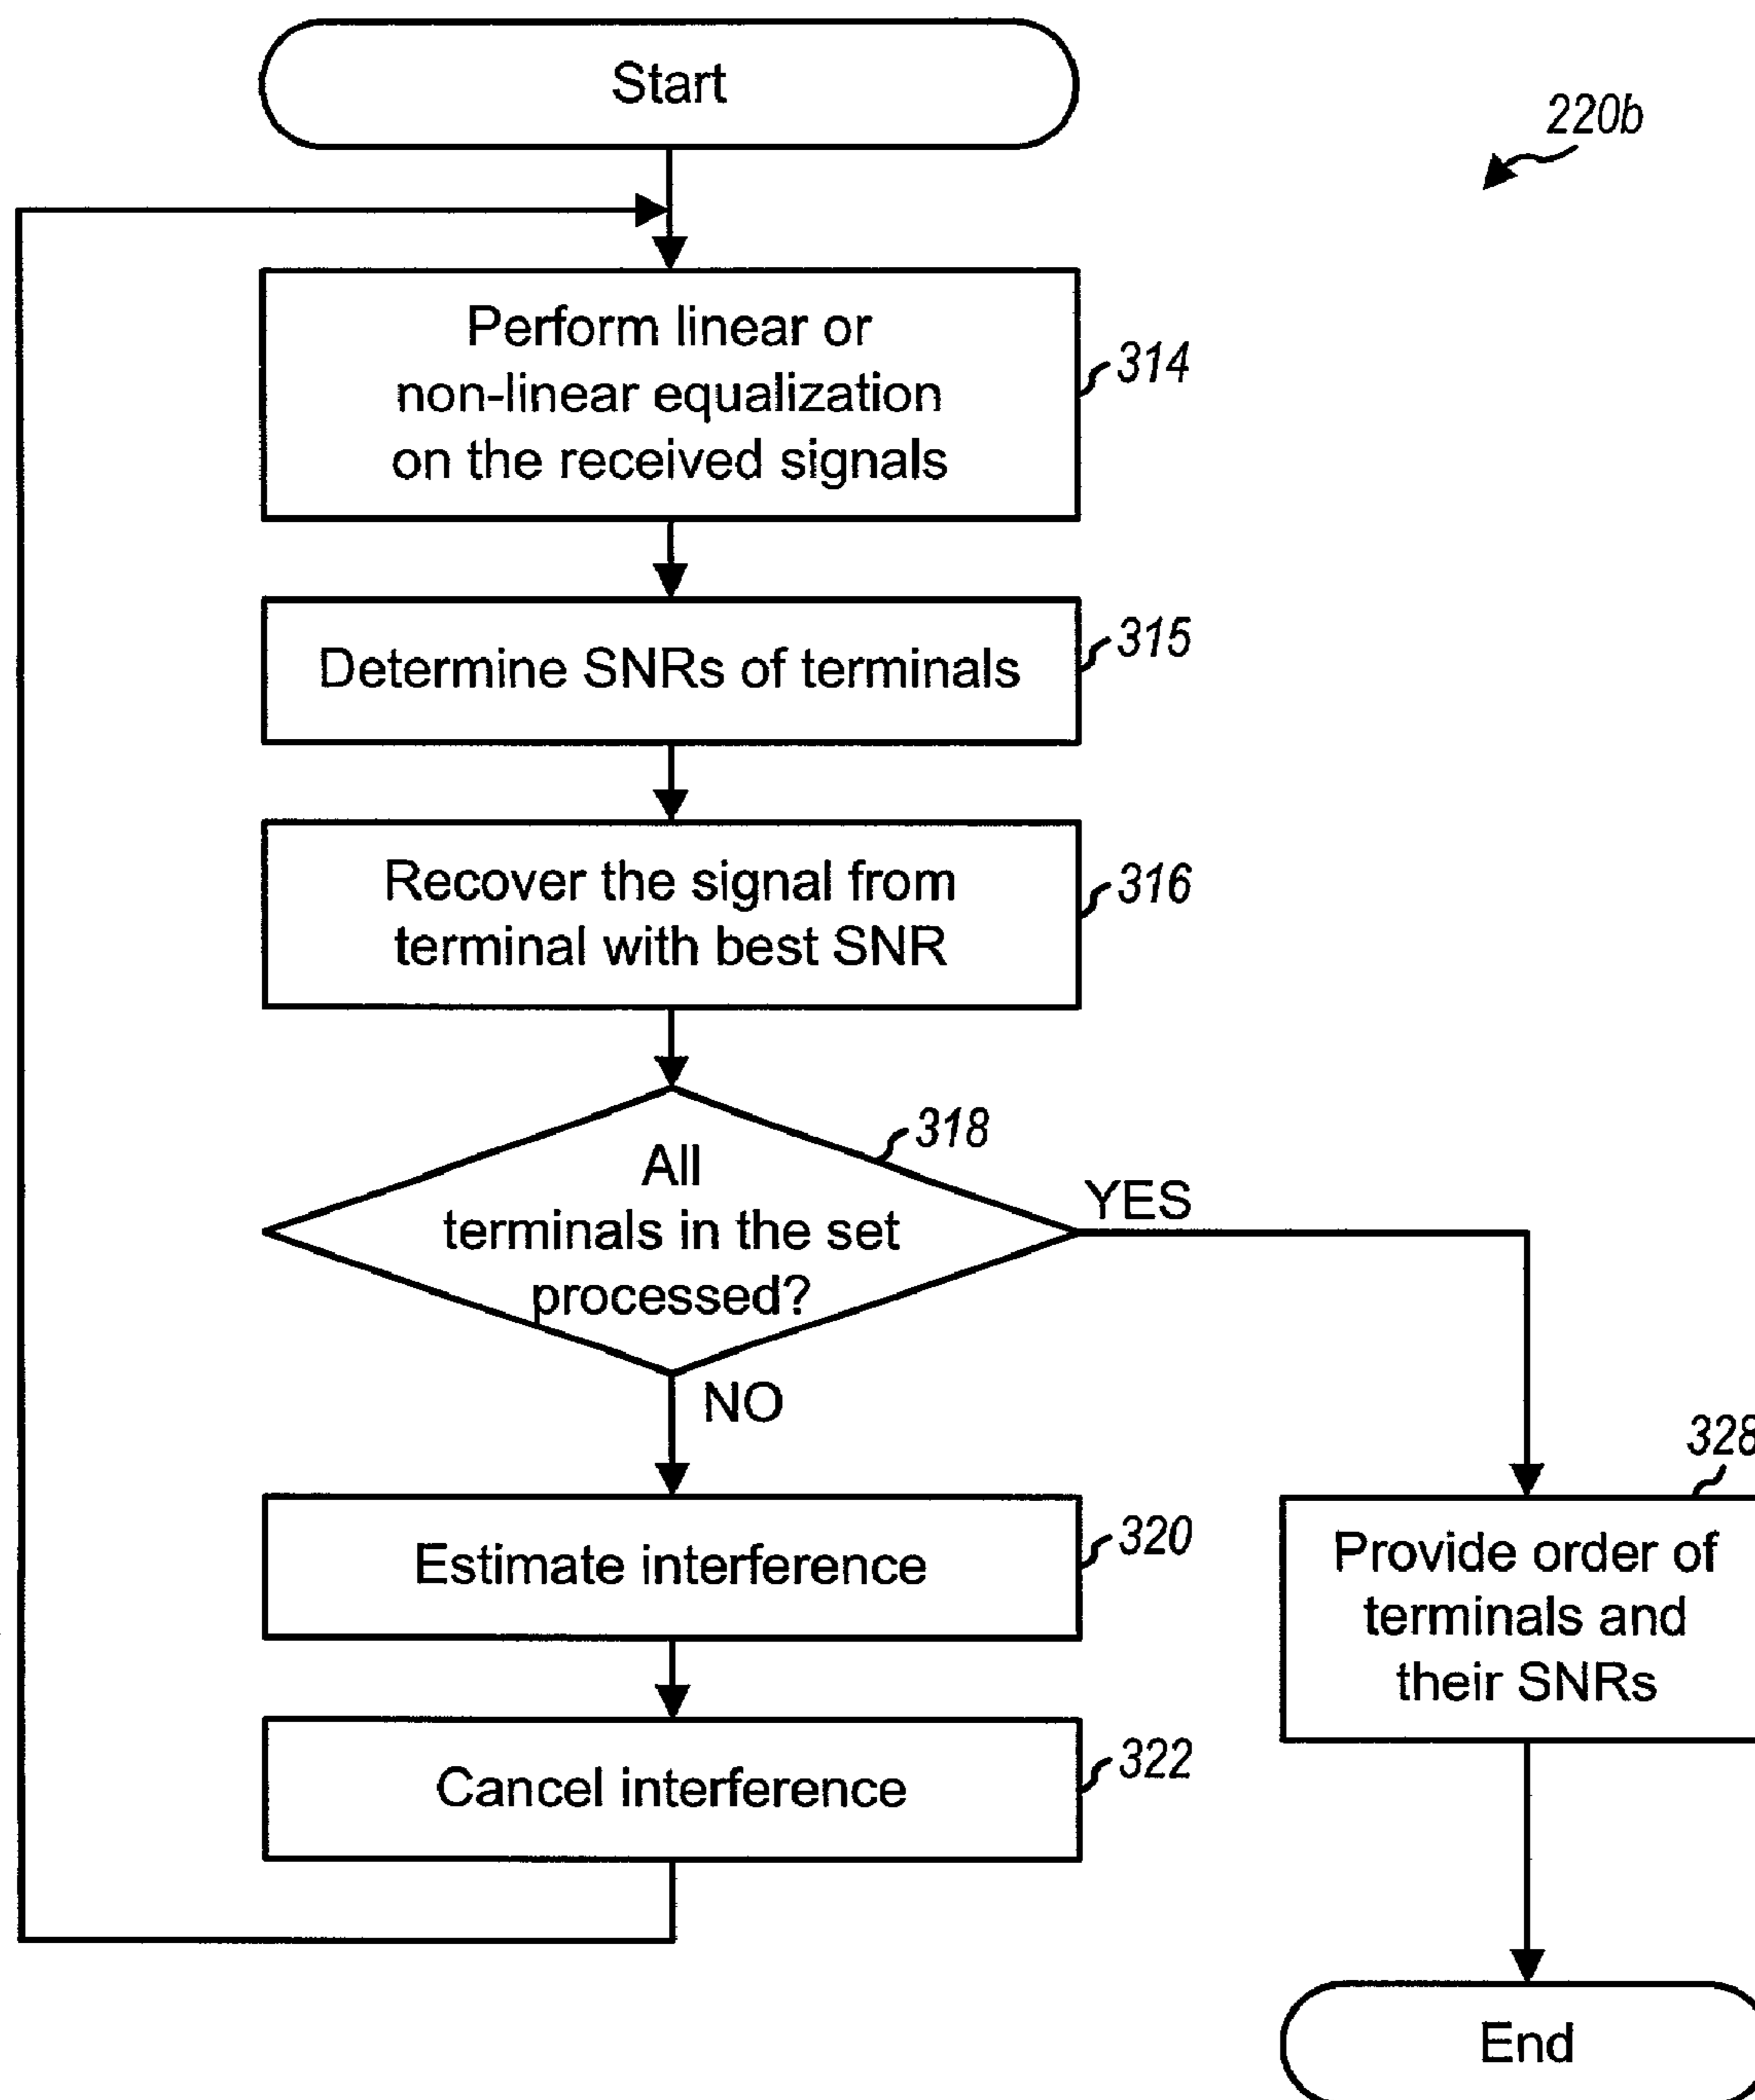 Start
220b
Perform linear or
non-linear equalization
on the received signals
314
Determine SNRs of terminals
315
Recover the signal from
terminal with best SNR
316
All
terminals in the set
processed?
318
YES
NO
Estimate interference
320
Cancel interference
322
328
Provide order of
terminals and
their SNRs
End